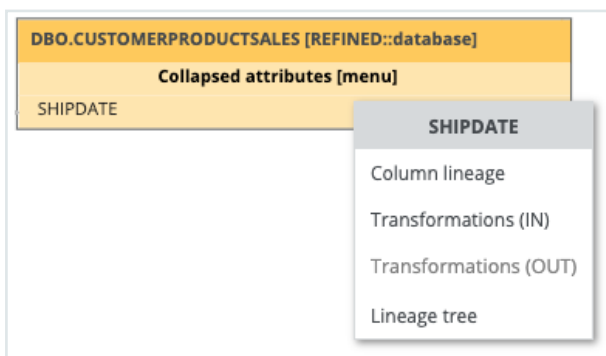 DBO.CUSTOMERPRODUCTSALES [REFINED::database]
Collapsed attributes [menu]
SHIPDATE
SHIPDATE
Column lineage
Transformations (IN)
Transformations (OUT)
Lineage tree